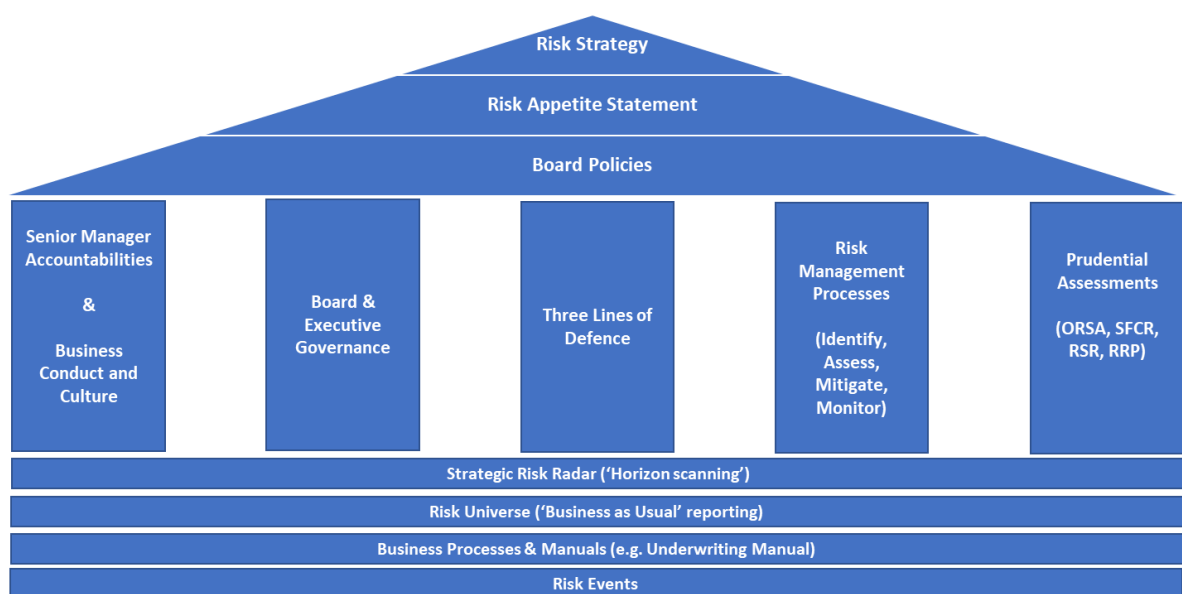 Risk Strategy
Risk Appetite Statement
Board Policies
Senior Manager
Accountabilities
&
Business
Conduct and
Culture
Board &
Executive
Governance
Three Lines of
Defence
Risk
Management
Processes
(Identify,
Assess,
Mitigate,
Monitor)
Prudential
Assessments
(ORSA, SFCR,
RSR, RRP)
Strategic Risk Radar (‘Horizon scanning’)
Risk Universe (‘Business as Usual’ reporting)
Business Processes & Manuals (e.g. Underwriting Manual)
Risk Events